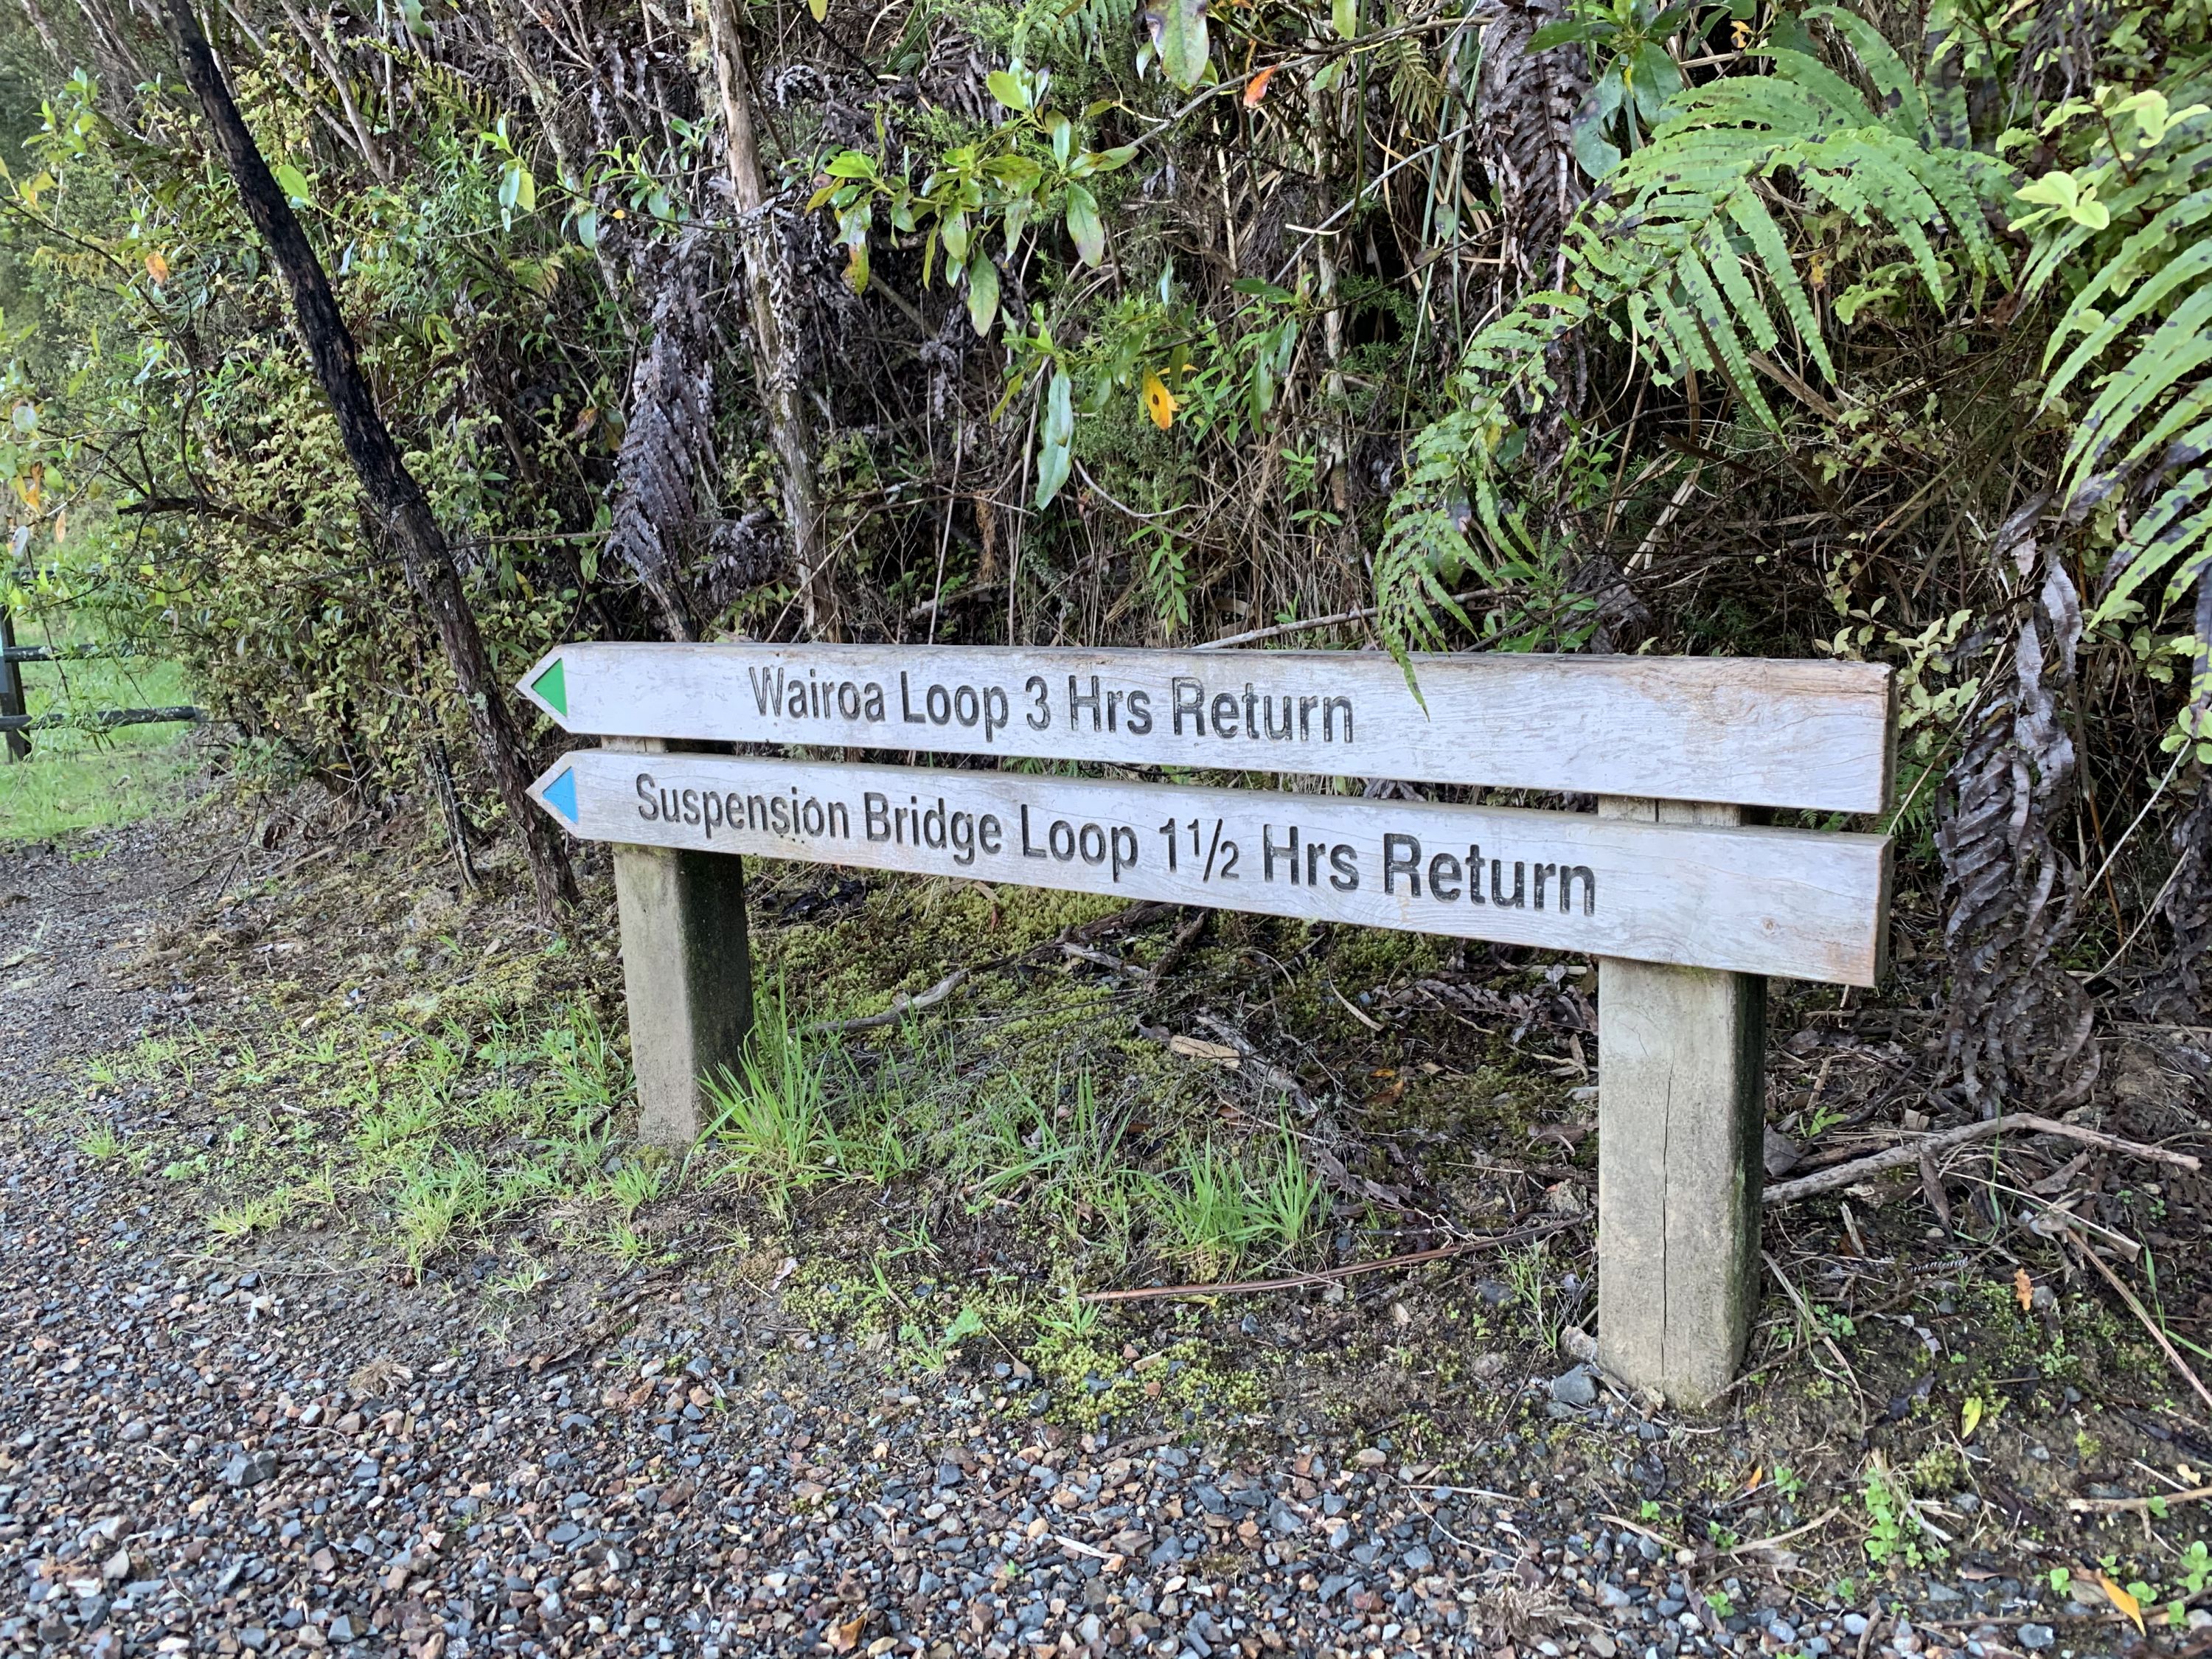 Wairoa Loop 3 Hrs Return
Suspension Bridge Loop 1½ Hrs Return